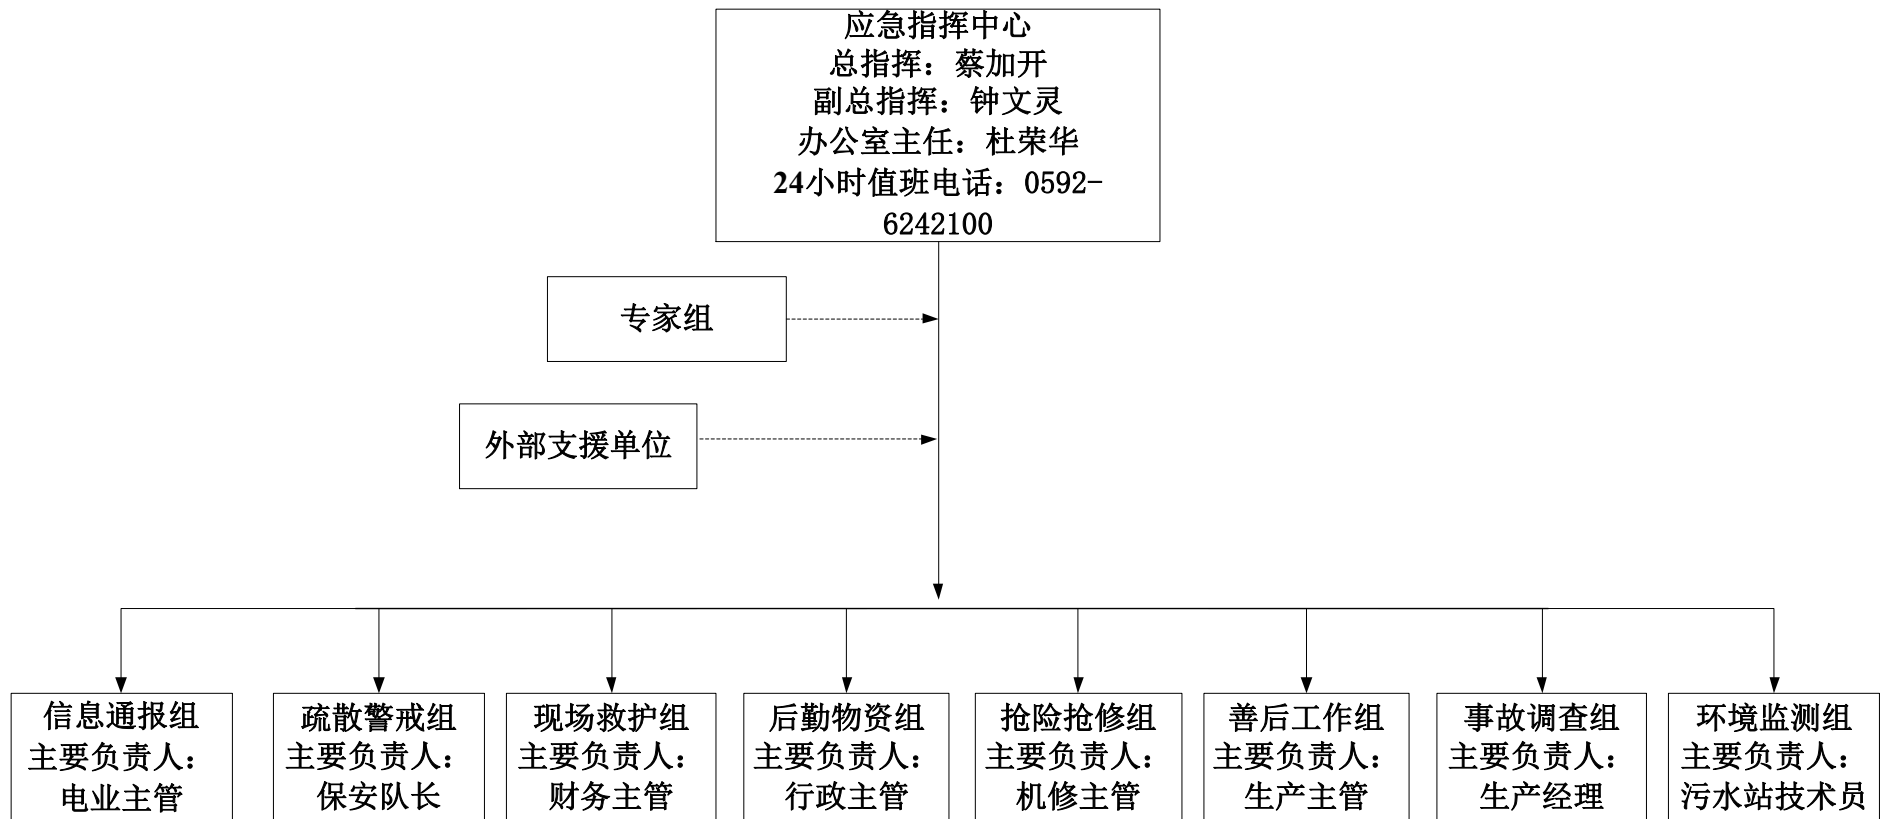 应急指挥中心
总指挥：蔡加开
副总指挥：钟文灵
办公室主任：杜荣华
24小时值班电话：0592-
6242100
专家组
外部支援单位
信息通报组
主要负责人：
电业主管
疏散警戒组
主要负责人：
保安队长
现场救护组
主要负责人：
财务主管
后勤物资组
主要负责人：
行政主管
抢险抢修组
主要负责人：
机修主管
善后工作组
主要负责人：
生产主管
事故调查组
主要负责人：
生产经理
环境监测组
主要负责人：
污水站技术员